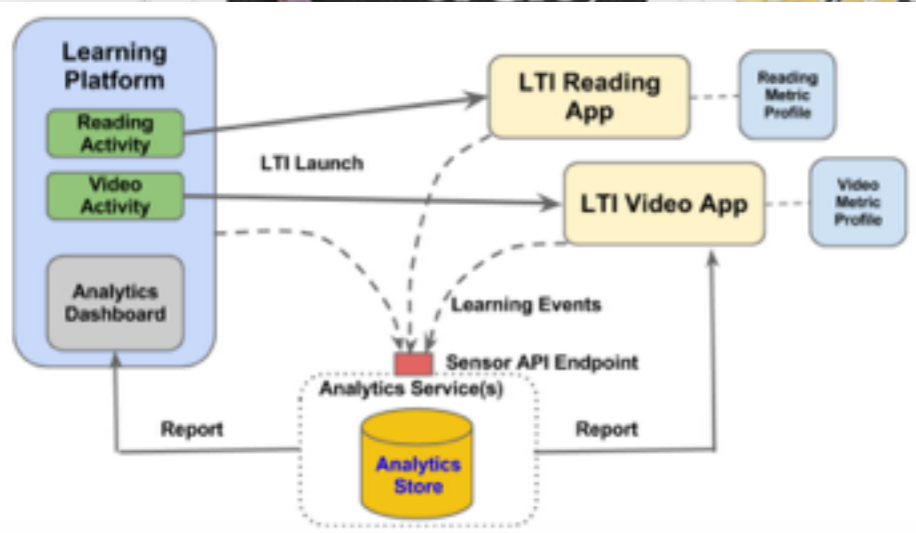 Learning
Platform
Reading
Activity
Video
Activity
Analytics
Dashboard
LTI Launch
LTI Reading
App
Reading
Metric
Profile
LTI Video App
Video
Metric
Profile
Learning Events
Sensor API Endpoint
Analytics Service(s)
Analytics
Store
Report
Report